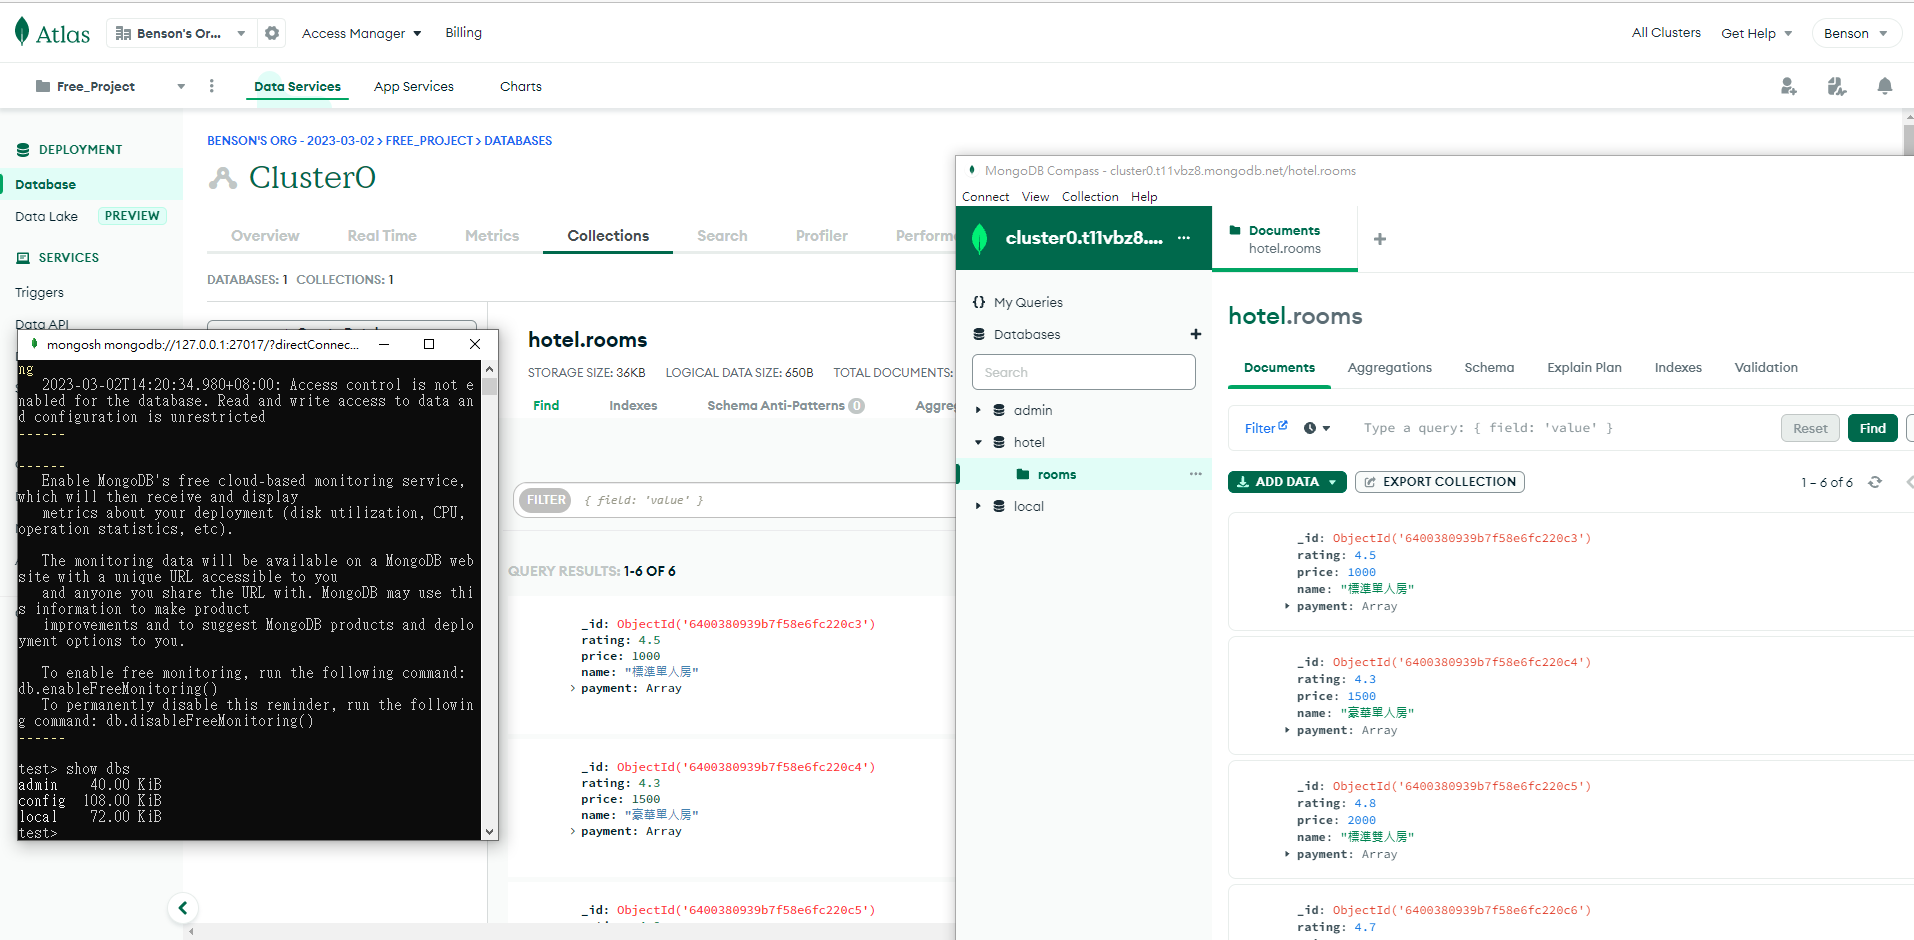 Atlas
Benson's Or...
Access Manager
Billing
All Clusters
Get Help
Benson
Free_Project
Data Services
App Services
Charts
DEPLOYMENT
Database
Data Lake
PREVIEW
SERVICES
Triggers
Data API
BENSON'S ORG - 2023-03-02 > FREE_PROJECT > DATABASES
Cluster0
Overview
Real Time
Metrics
Collections
Search
Profiler
Perform
DATABASES: 1 COLLECTIONS: 1
hotel.rooms
STORAGE SIZE: 36KB LOGICAL DATA SIZE: 650B TOTAL DOCUMENTS:
Find
Indexes
Schema Anti-Patterns 0
Aggre
FILTER
{ field: 'value' }
QUERY RESULTS: 1-6 OF 6
_id: ObjectId('6400380939b7f58e6fc220c3')
rating: 4.5
price: 1000
name: "標準單人房"
> payment: Array
_id: ObjectId('6400380939b7f58e6fc220c4')
rating: 4.3
price: 1500
name: "豪華單人房"
> payment: Array
_id: ObjectId('6400380939b7f58e6fc220c5')
mongosh mongodb://127.0.0.1:27017/?directConnec...
ng
2023-03-02T14:20:34.980+08:00: Access control is not e
nabled for the database. Read and write access to data an
d configuration is unrestricted
------
------
Enable MongoDB's free cloud-based monitoring service,
which will then receive and display
metrics about your deployment (disk utilization, CPU,
operation statistics, etc).
The monitoring data will be available on a MongoDB web
site with a unique URL accessible to you
and anyone you share the URL with. MongoDB may use thi
s information to make product
improvements and to suggest MongoDB products and deplo
yment options to you.
To enable free monitoring, run the following command:
db.enableFreeMonitoring()
To permanently disable this reminder, run the followin
g command: db.disableFreeMonitoring()
------
test> show dbs
admin 40.00 KiB
config 108.00 KiB
local 72.00 KiB
test>
MongoDB Compass - cluster0.t11vbz8.mongodb.net/hotel.rooms
Connect View Collection Help
cluster0.t11vbz8.... ...
Documents
hotel.rooms
+
{} My Queries
Databases +
Search
admin
hotel
rooms ...
local
hotel.rooms
Documents
Aggregations
Schema
Explain Plan
Indexes
Validation
Filter
Type a query: { field: 'value' }
Reset
Find
ADD DATA
EXPORT COLLECTION
1 – 6 of 6
_id: ObjectId('6400380939b7f58e6fc220c3')
rating: 4.5
price: 1000
name: "標準單人房"
payment: Array
_id: ObjectId('6400380939b7f58e6fc220c4')
rating: 4.3
price: 1500
name: "豪華單人房"
payment: Array
_id: ObjectId('6400380939b7f58e6fc220c5')
rating: 4.8
price: 2000
name: "標準雙人房"
payment: Array
_id: ObjectId('6400380939b7f58e6fc220c6')
rating: 4.7